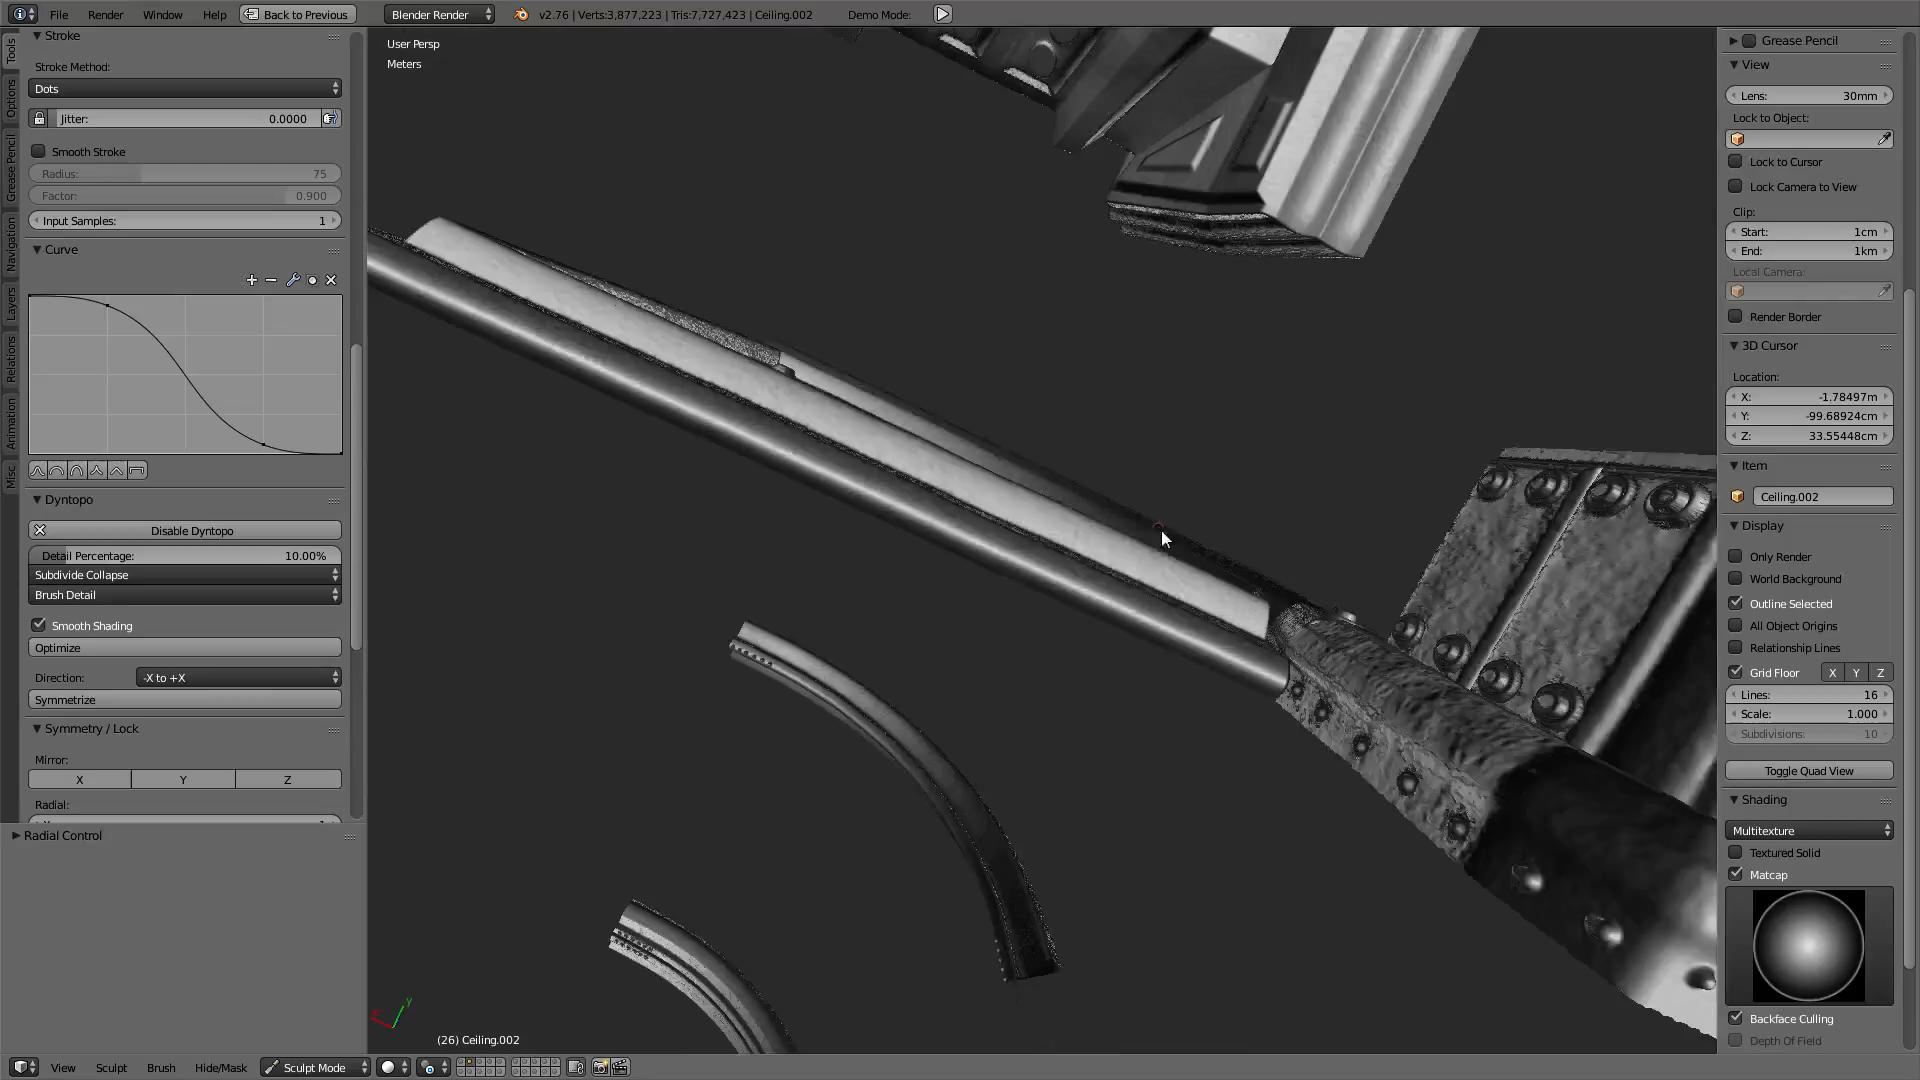 File Render Window Help Back to Previous Blender Render v2.76 | Verts:3,877,223 | Tris:7,727,423 | Ceiling.002 Demo Mode:
Tools
Options
Grease Pencil
Navigation
Layers
Relations
Animation
Misc
Stroke
Stroke Method:
Dots
Jitter: 0.0000
Smooth Stroke
Radius: 75
Factor: 0.900
Input Samples: 1
Curve
Dyntopo
Disable Dyntopo
Detail Percentage: 10.00%
Subdivide Collapse
Brush Detail
Smooth Shading
Optimize
Direction: -X to +X
Symmetrize
Symmetry / Lock
Mirror:
X Y Z
Radial:
Radial Control
User Persp
Meters
(26) Ceiling.002
Grease Pencil
View
Lens: 30mm
Lock to Object:
Lock to Cursor
Lock Camera to View
Clip:
Start: 1cm
End: 1km
Local Camera:
Render Border
3D Cursor
Location:
X: -1.78497m
Y: -99.68924cm
Z: 33.55448cm
Item
Ceiling.002
Display
Only Render
World Background
Outline Selected
All Object Origins
Relationship Lines
Grid Floor X Y Z
Lines: 16
Scale: 1.000
Subdivisions: 10
Toggle Quad View
Shading
Multitexture
Textured Solid
Matcap
Backface Culling
Depth Of Field
View Sculpt Brush Hide/Mask Sculpt Mode